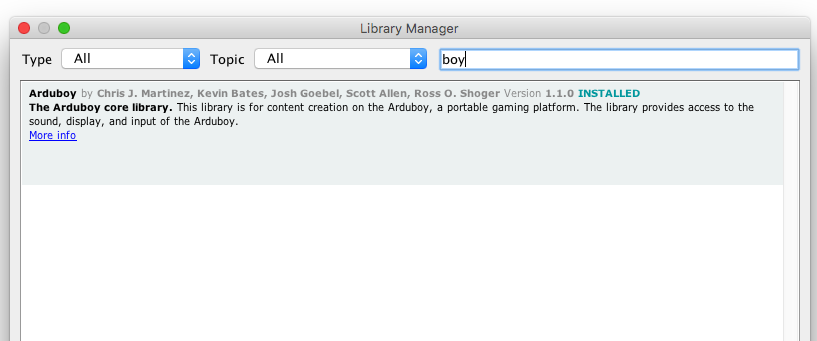 Library Manager
Type All Topic All boy
Arduboy by Chris J. Martinez, Kevin Bates, Josh Goebel, Scott Allen, Ross O. Shoger Version 1.1.0 INSTALLED
The Arduboy core library. This library is for content creation on the Arduboy, a portable gaming platform. The library provides access to the
sound, display, and input of the Arduboy.
More info